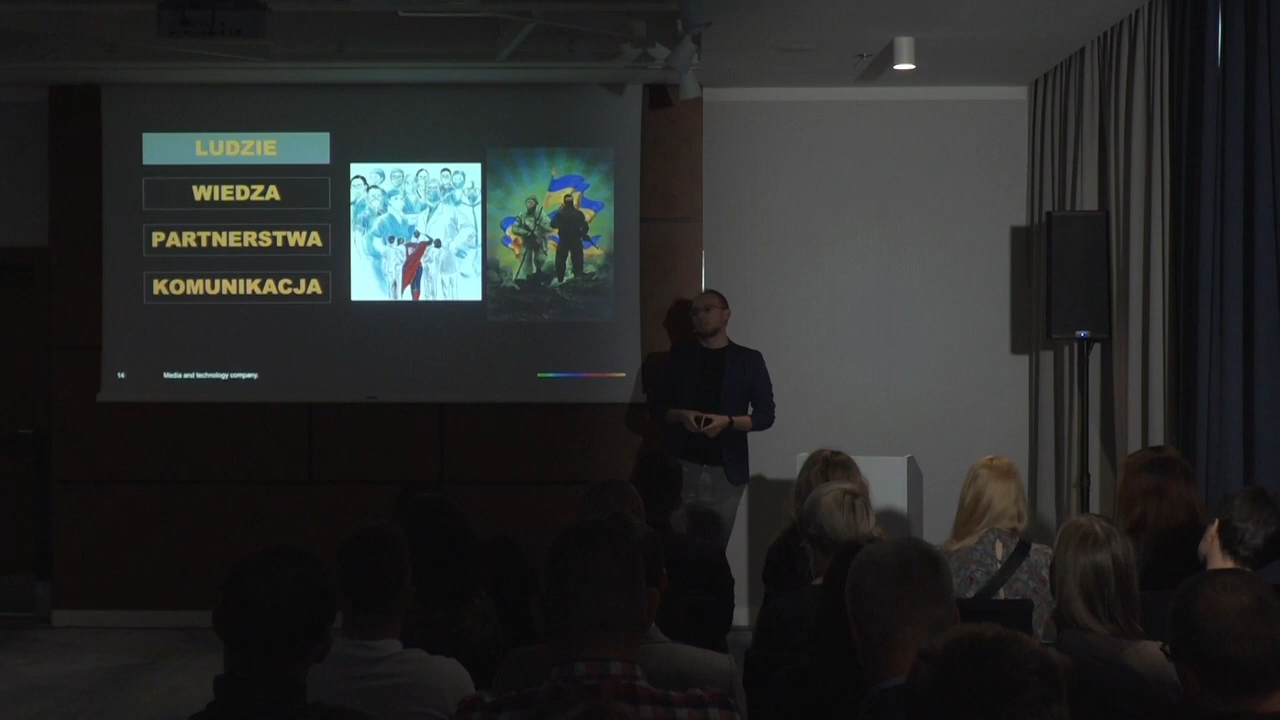 LUDZIE
WIEDZA
PARTNERSTWA
KOMUNIKACJA
14 Media and technology company.